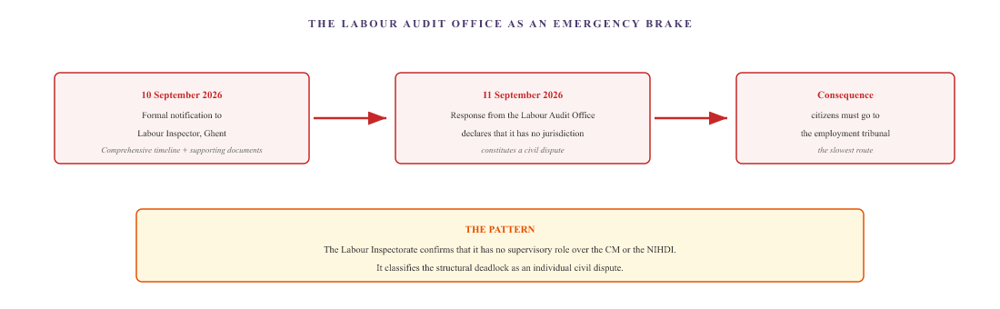 THE LABOUR AUDIT OFFICE AS AN EMERGENCY BRAKE
10 September 2026
Formal notification to
Labour Inspector, Ghent
Comprehensive timeline + supporting documents
11 September 2026
Response from the Labour Audit Office
declares that it has no jurisdiction
constitutes a civil dispute
Consequence
citizens must go to
the employment tribunal
the slowest route
THE PATTERN
The Labour Inspectorate confirms that it has no supervisory role over the CM or the NIHDI.
It classifies the structural deadlock as an individual civil dispute.